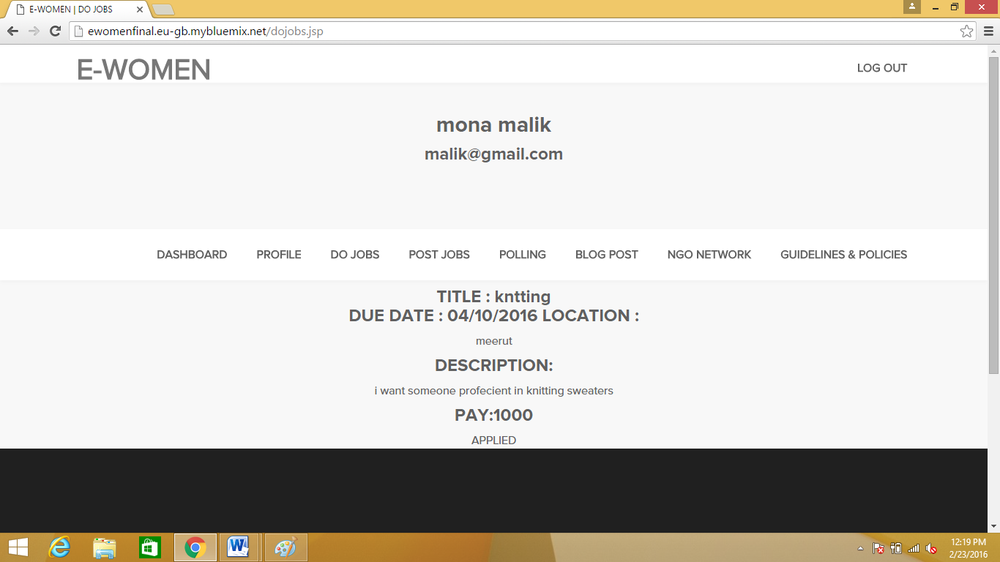 E-WOMEN | DO JOBS
ewomenfinal.eu-gb.mybluemix.net/dojobs.jsp
E-WOMEN
LOG OUT
mona malik
malik@gmail.com
DASHBOARD PROFILE DO JOBS POST JOBS POLLING BLOG POST NGO NETWORK GUIDELINES & POLICIES
TITLE : kntting
DUE DATE : 04/10/2016 LOCATION :
meerut
DESCRIPTION:
i want someone profecient in knitting sweaters
PAY:1000
APPLIED
12:19 PM
2/23/2016